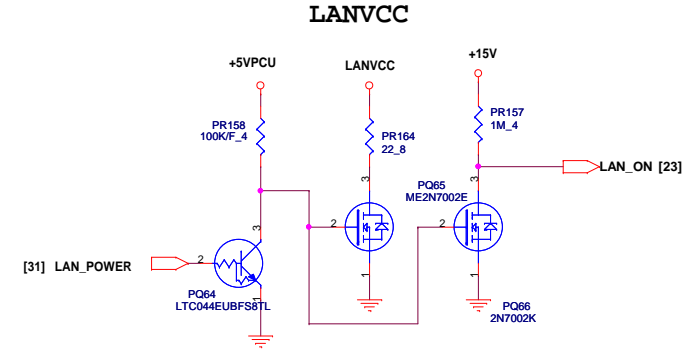 LANVCC
+5VPCU
LANVCC
+15V
PR158
100K/F_4
PR164
22_8
PR157
1M_4
3
3
LAN_ON [23]
PQ65
ME2N7002E
3
2
2
[31] LAN_POWER
2
PQ64
LTC044EUBFS8TL
1
1
1
PQ66
2N7002K